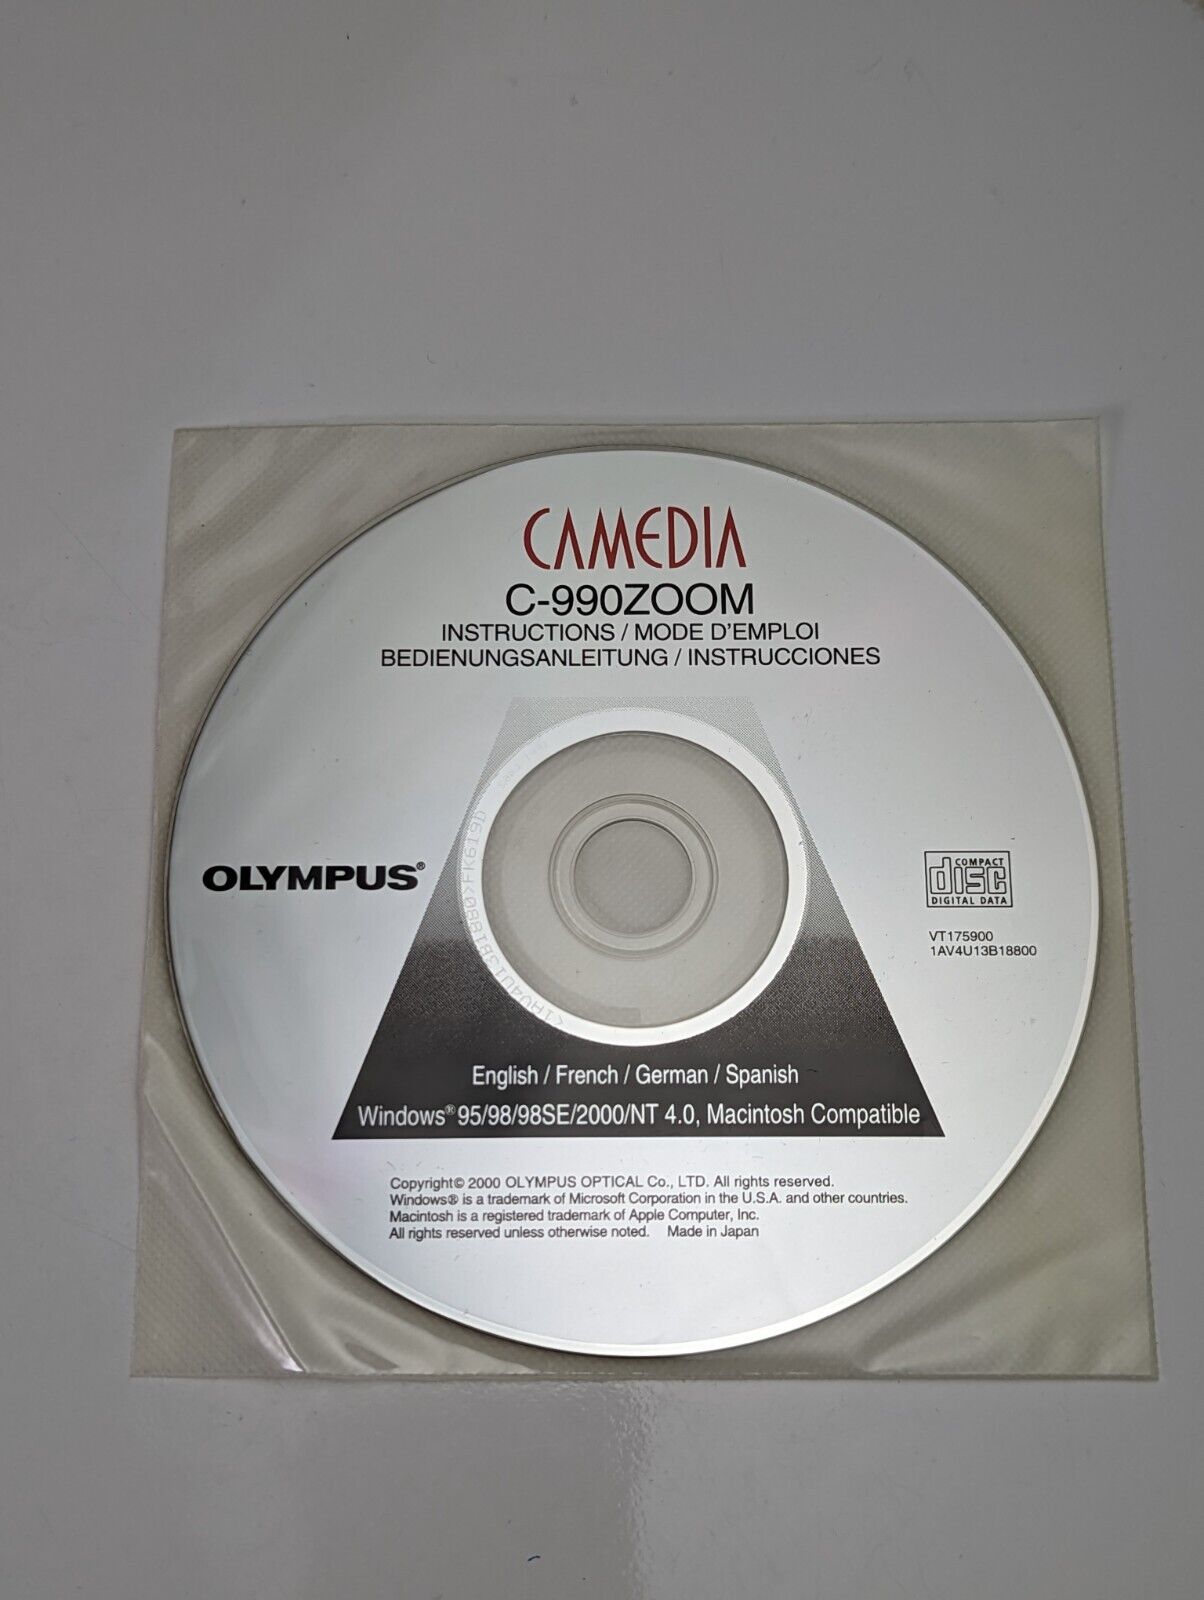 CAMEDIA
C-990ZOOM
INSTRUCTIONS / MODE D'EMPLOI
BEDIENUNGSANLEITUNG / INSTRUCCIONES
OLYMPUS®
COMPACT
disc
DIGITAL DATA
VT175900
1AV4U13B18800
English / French / German / Spanish
Windows® 95/98/98SE/2000/NT 4.0, Macintosh Compatible
Copyright© 2000 OLYMPUS OPTICAL Co., LTD. All rights reserved.
Windows® is a trademark of Microsoft Corporation in the U.S.A. and other countries.
Macintosh is a registered trademark of Apple Computer, Inc.
All rights reserved unless otherwise noted. Made in Japan